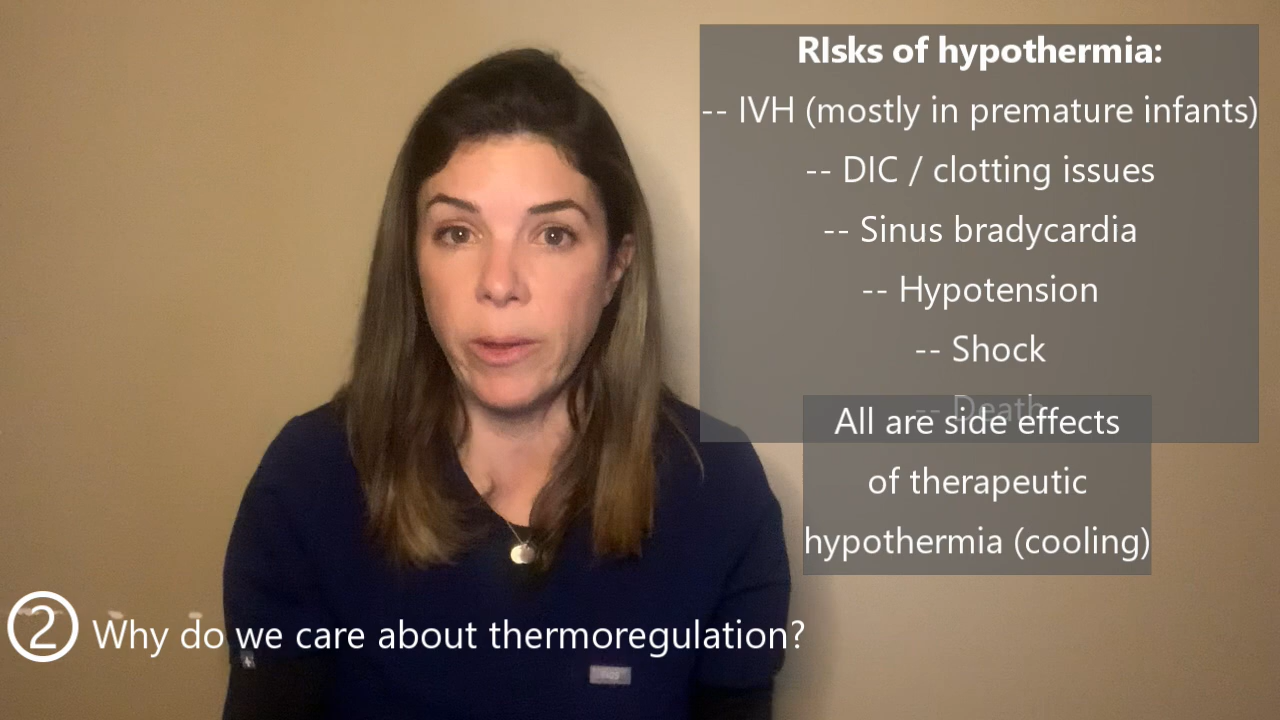 RIsks of hypothermia:
-- IVH (mostly in premature infants)
-- DIC / clotting issues
-- Sinus bradycardia
-- Hypotension
-- Shock
-- Death
All are side effects
of therapeutic
hypothermia (cooling)
2 Why do we care about thermoregulation?